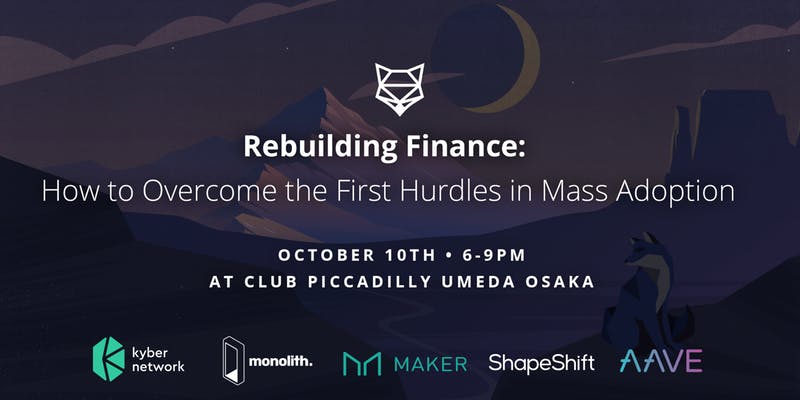 Rebuilding Finance:
How to Overcome the First Hurdles in Mass Adoption
OCTOBER 10TH • 6-9PM
AT CLUB PICCADILLY UMEDA OSAKA
kyber
network
monolith.
MAKER
ShapeShift
AAVE